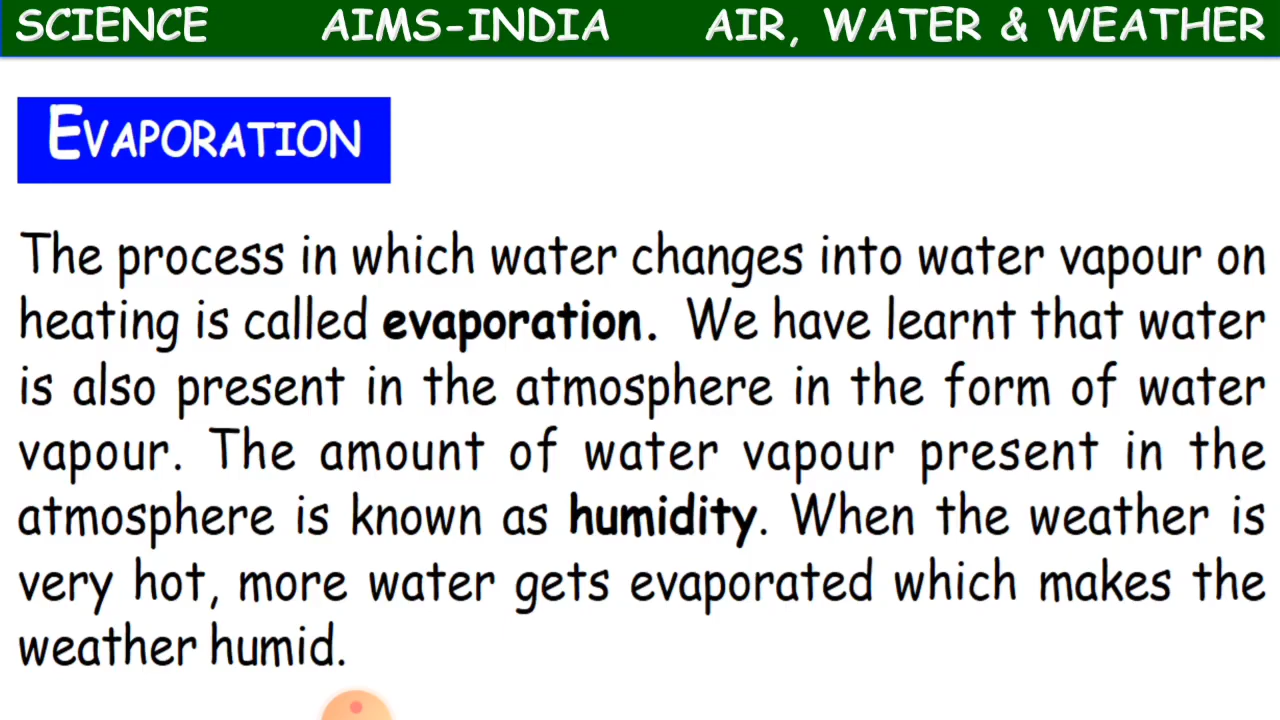 SCIENCE AIMS-INDIA AIR, WATER & WEATHER
EVAPORATION
The process in which water changes into water vapour on
heating is called evaporation. We have learnt that water
is also present in the atmosphere in the form of water
vapour. The amount of water vapour present in the
atmosphere is known as humidity. When the weather is
very hot, more water gets evaporated which makes the
weather humid.